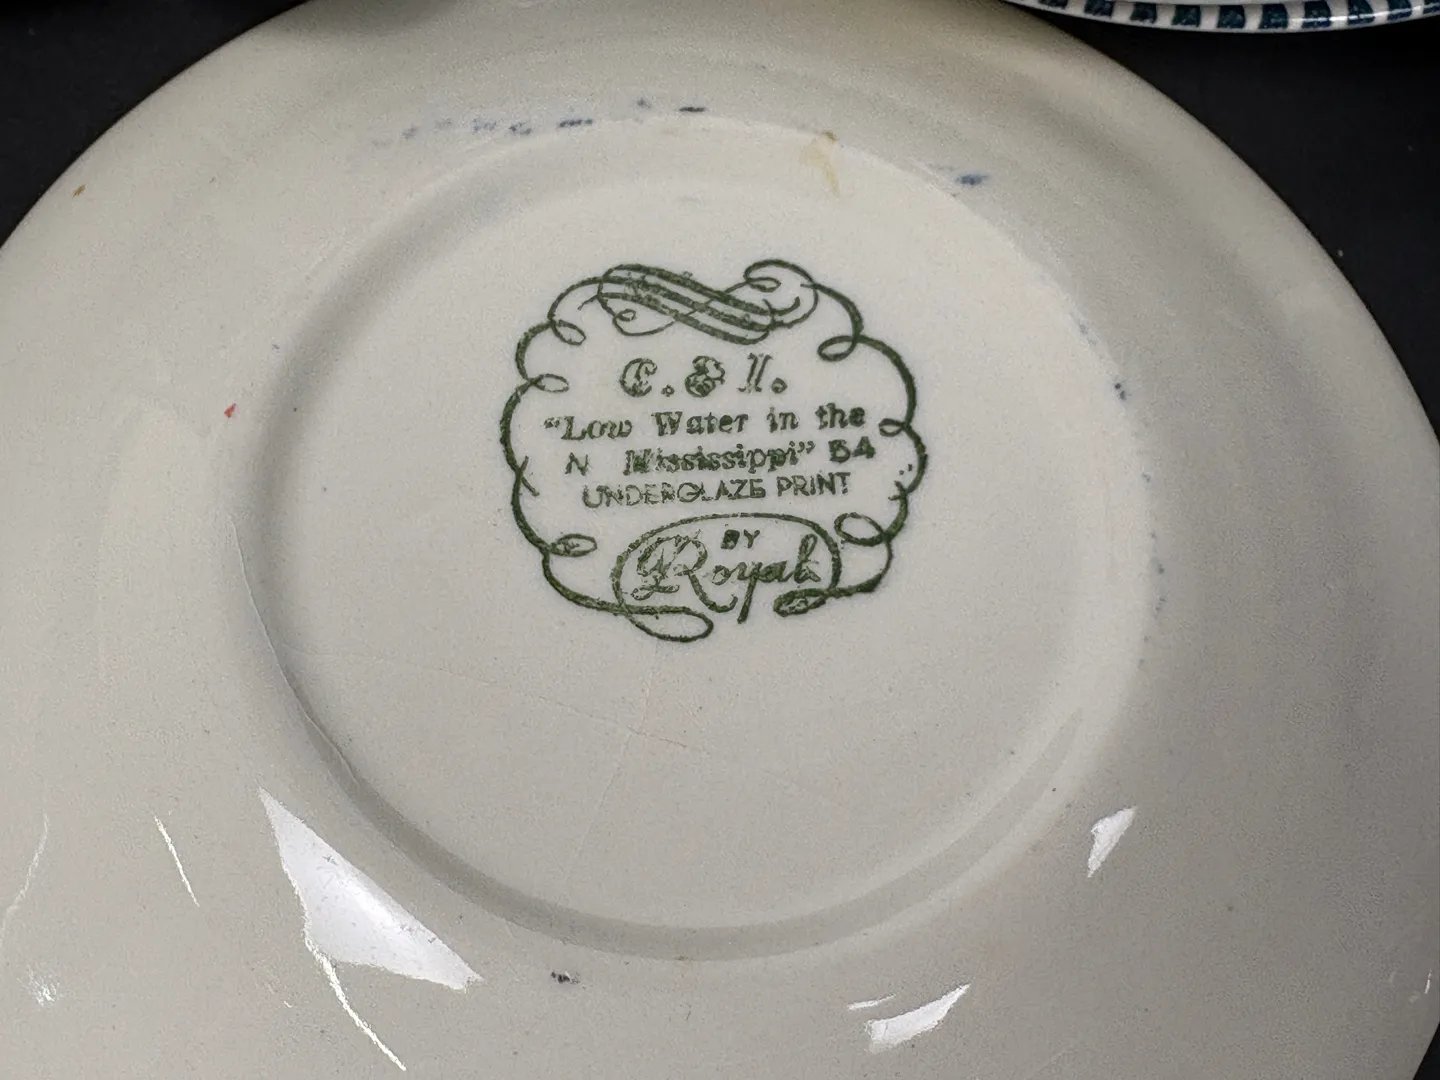 C. & I.
“Low Water in the
N Mississippi” 54
UNDERGLAZE PRINT
BY
Royal